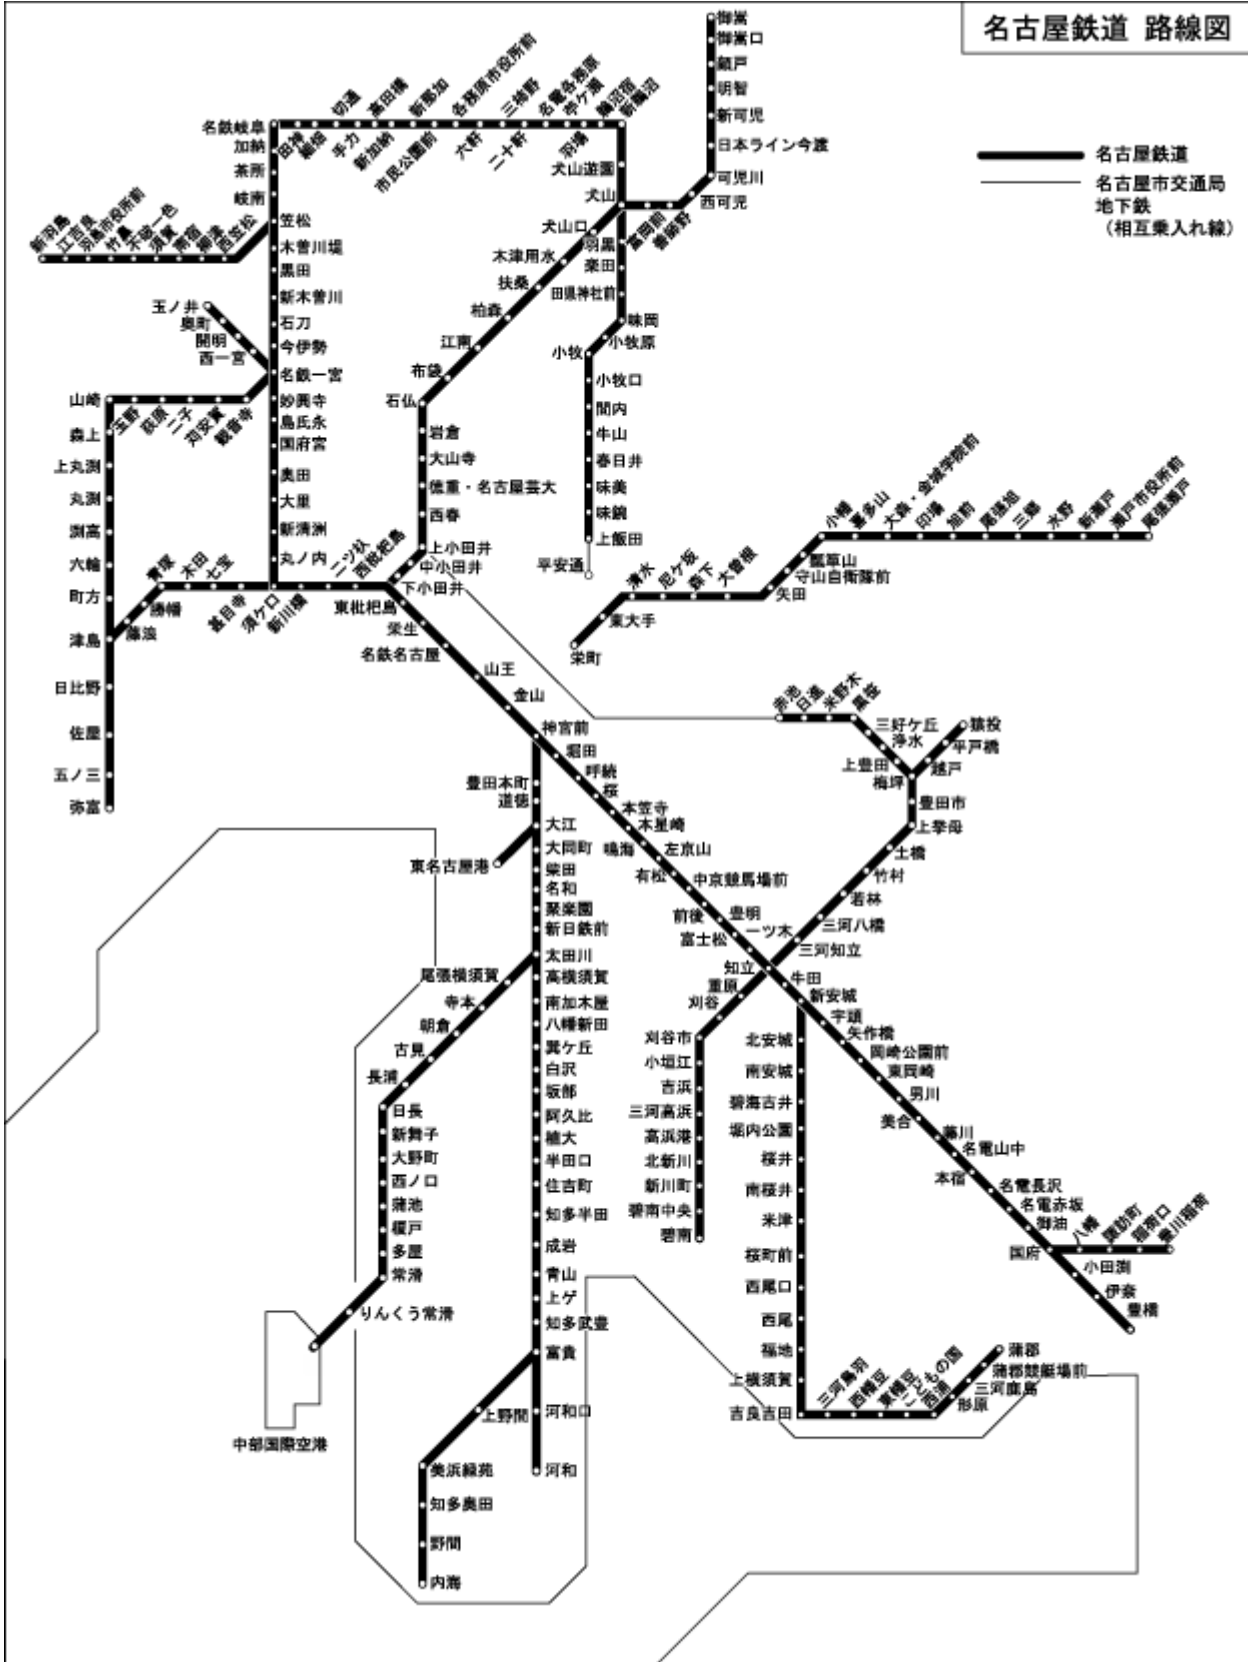 名古屋鉄道 路線図
名古屋鉄道
名古屋市交通局
地下鉄
（相互乗入れ線）
御嵩
御嵩口
顔戸
明智
新可児
日本ライン今渡
可児川
西可児
善師野
富岡前
犬山
犬山遊園
新鵜沼
鵜沼宿
羽場
苧ケ瀬
名電各務原
二十軒
三柿野
六軒
各務原市役所前
市民公園前
新那加
新加納
高田橋
手力
切通
細畑
田神
名鉄岐阜
加納
茶所
岐南
笠松
木曽川堤
黒田
新木曽川
石刀
今伊勢
名鉄一宮
妙興寺
島氏永
国府宮
奥田
大里
新清洲
丸ノ内
新羽島
江吉良
羽島市役所前
竹鼻
不破一色
須賀
南宿
柳津
西笠松
玉ノ井
奥町
開明
西一宮
山崎
玉野
萩原
二子
苅安賀
観音寺
森上
上丸渕
丸渕
渕高
六輪
町方
津島
日比野
佐屋
五ノ三
弥富
藤浪
勝幡
青塚
木田
七宝
甚目寺
須ケ口
新川橋
二ツ杁
西枇杷島
犬山口
木津用水
扶桑
柏森
江南
布袋
石仏
岩倉
大山寺
徳重・名古屋芸大
西春
上小田井
中小田井
下小田井
羽黒
楽田
田県神社前
味岡
小牧原
小牧
小牧口
間内
牛山
春日井
味美
味鋺
上飯田
平安通
小幡
喜多山
大森・金城学院前
印場
旭前
尾張旭
三郷
水野
新瀬戸
瀬戸市役所前
尾張瀬戸
瓢箪山
守山自衛隊前
矢田
大曽根
森下
尼ケ坂
清水
東大手
栄町
東枇杷島
栄生
名鉄名古屋
山王
金山
神宮前
堀田
呼続
桜
本笠寺
本星崎
鳴海
左京山
有松
中京競馬場前
前後
豊明
富士松
一ツ木
知立
牛田
新安城
宇頭
矢作橋
岡崎公園前
東岡崎
男川
美合
藤川
名電山中
本宿
名電長沢
名電赤坂
御油
国府
小田渕
伊奈
豊橋
八幡
諏訪町
稲荷口
豊川稲荷
赤池
日進
米野木
黒笹
三好ケ丘
浄水
上豊田
梅坪
猿投
平戸橋
越戸
豊田市
上挙母
土橋
竹村
若林
三河八橋
三河知立
重原
刈谷
刈谷市
小垣江
吉浜
三河高浜
高浜港
北新川
新川町
碧南中央
碧南
北安城
南安城
碧海古井
堀内公園
桜井
南桜井
米津
桜町前
西尾口
西尾
福地
上横須賀
吉良吉田
三河鳥羽
西幡豆
東幡豆
こどもの国
西浦
形原
三河鹿島
蒲郡競艇場前
蒲郡
豊田本町
道徳
大江
東名古屋港
大同町
柴田
名和
聚楽園
新日鉄前
太田川
高横須賀
南加木屋
八幡新田
巽ケ丘
白沢
坂部
阿久比
植大
半田口
住吉町
知多半田
成岩
青山
上ゲ
知多武豊
富貴
河和口
河和
上野間
美浜緑苑
知多奥田
野間
内海
尾張横須賀
寺本
朝倉
古見
長浦
日長
新舞子
大野町
西ノ口
蒲池
榎戸
多屋
常滑
りんくう常滑
中部国際空港